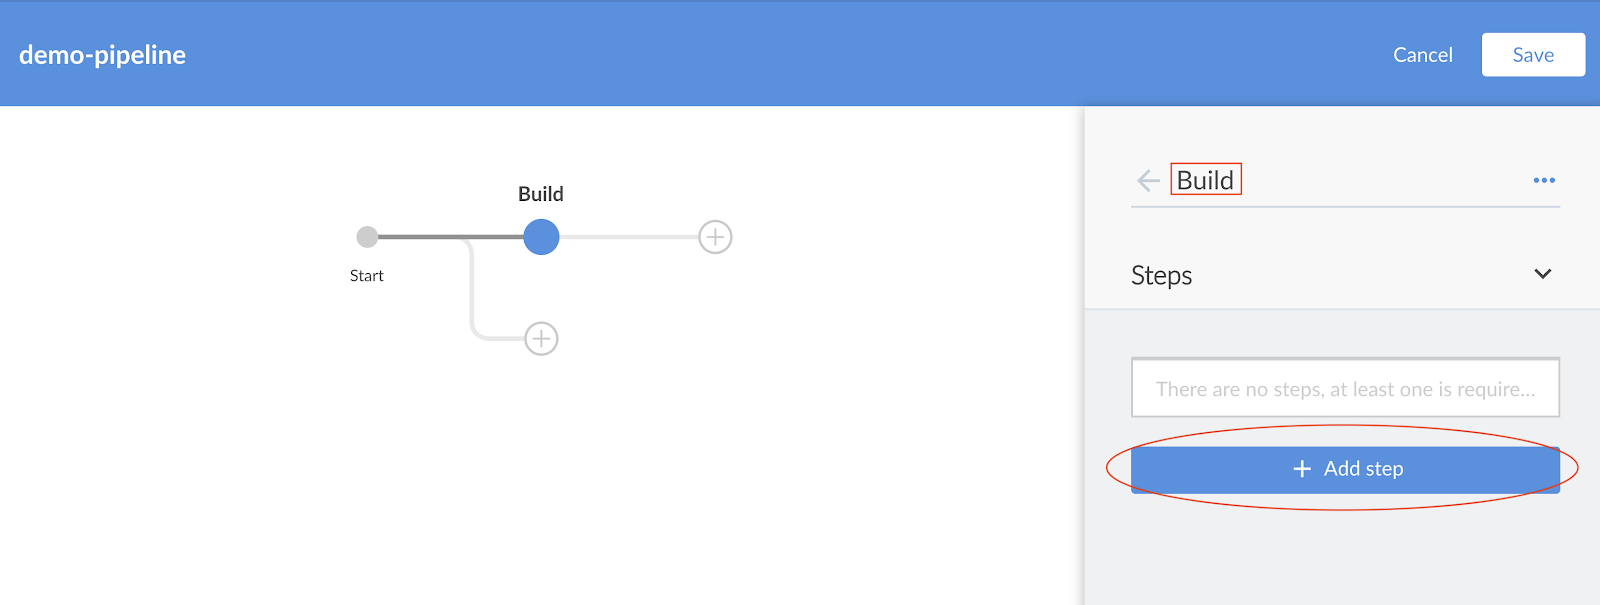 demo-pipeline
Cancel
Save
Build
Start
Build
Steps
There are no steps, at least one is require...
Add step